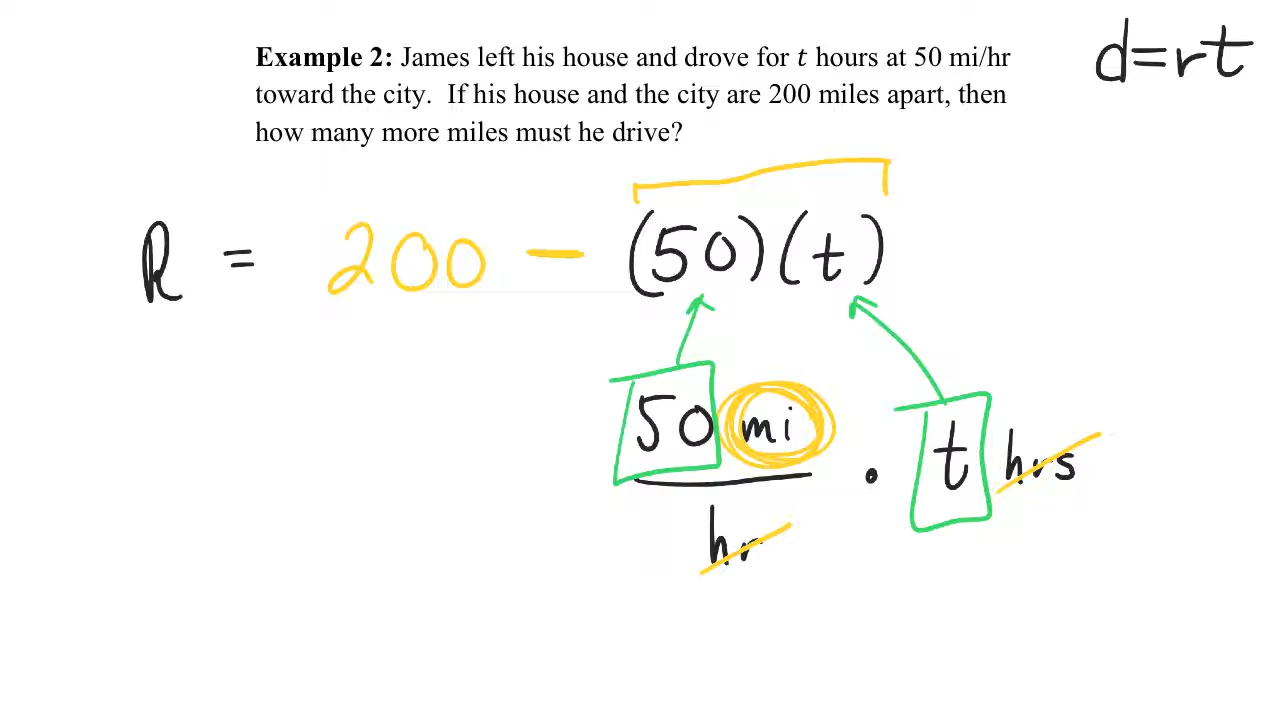 Example 2: James left his house and drove for t hours at 50 mi/hr
toward the city. If his house and the city are 200 miles apart, then
how many more miles must he drive?
d=rt
R = 200 - (50)(t)
50 mi · t hrs
hr